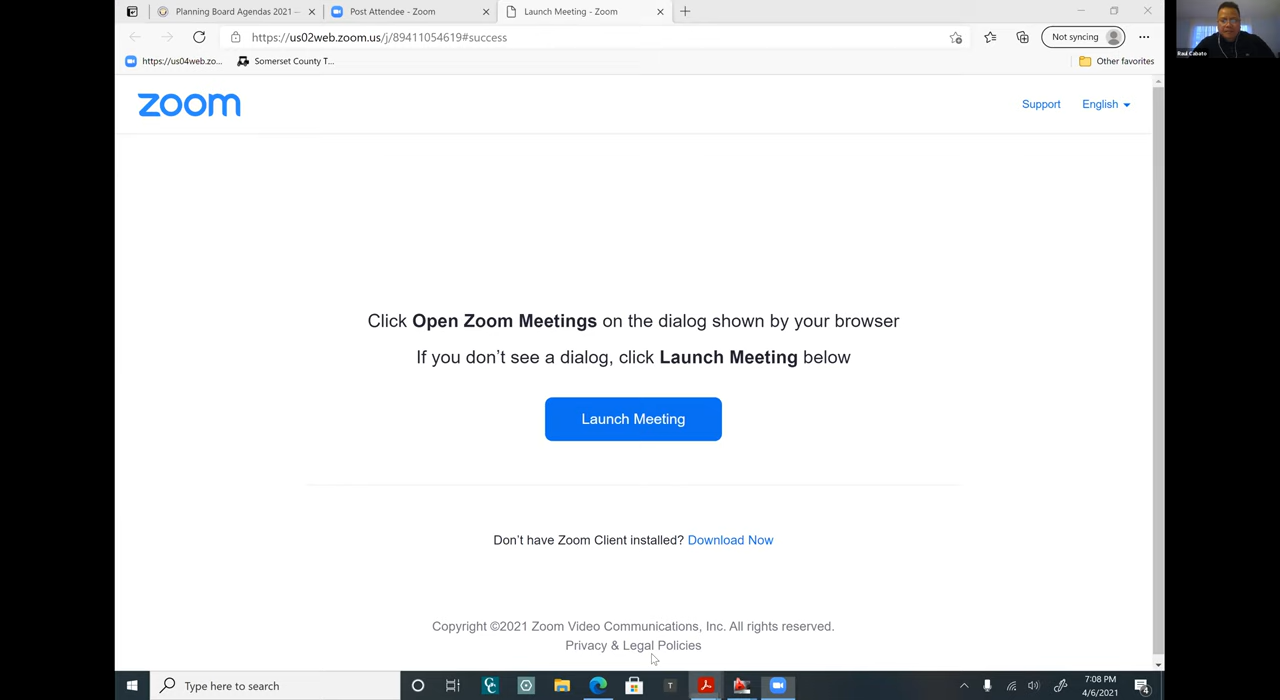 Planning Board Agendas 2021 –
Post Attendee - Zoom
Launch Meeting - Zoom
https://us02web.zoom.us/j/89411054619#success
Not syncing
https://us04web.zo...
Somerset County T...
Other favorites
Raul Cabato
zoom
Support
English
Click Open Zoom Meetings on the dialog shown by your browser
If you don't see a dialog, click Launch Meeting below
Launch Meeting
Don't have Zoom Client installed? Download Now
Copyright ©2021 Zoom Video Communications, Inc. All rights reserved.
Privacy & Legal Policies
Type here to search
T
7:08 PM
4/6/2021
4